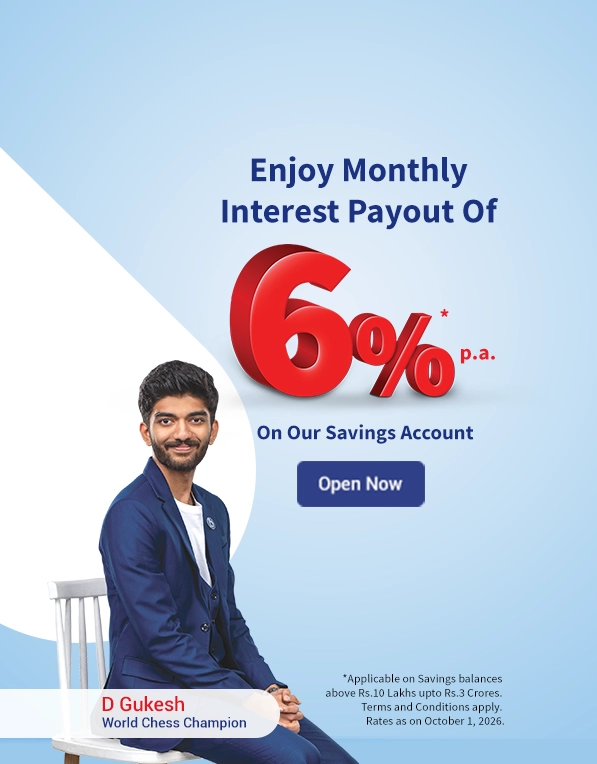 Enjoy Monthly
Interest Payout Of
6%*
p.a.
On Our Savings Account
Open Now
D Gukesh
World Chess Champion
*Applicable on Savings balances
above Rs.10 Lakhs upto Rs.3 Crores.
Terms and Conditions apply.
Rates as on October 1, 2026.